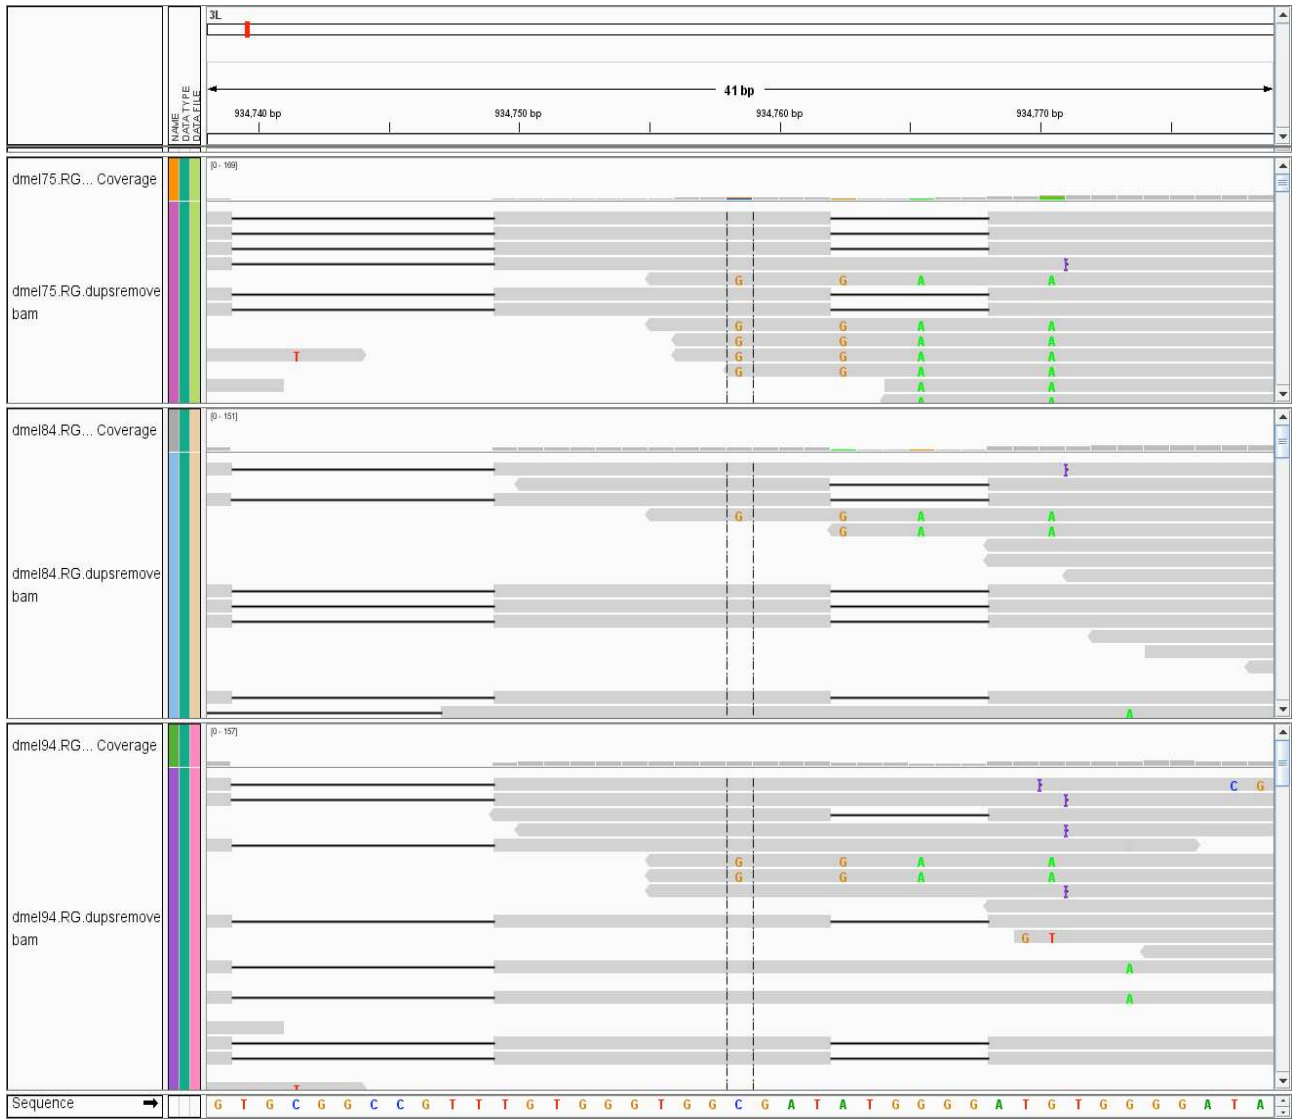 3L
41 bp
934,740 bp 934,750 bp 934,760 bp 934,770 bp
NAME
DATA TYPE
DATA FILE
[0 - 169]
dmel75.RG... Coverage
dmel75.RG.dupsremove
bam
G G A A
G G A A
G G A A
T G G A A
G G A A
A A
A A
[0 - 151]
dmel84.RG... Coverage
G G A A
G A A
dmel84.RG.dupsremove
bam
A
[0 - 157]
dmel94.RG... Coverage
C G
G G A A
G G A A
dmel94.RG.dupsremove
bam
G T
A
A
T
Sequence G T G C G G C C G T T T G T G G G T G G C G A T A T G G G G A T G T G G G G A T A